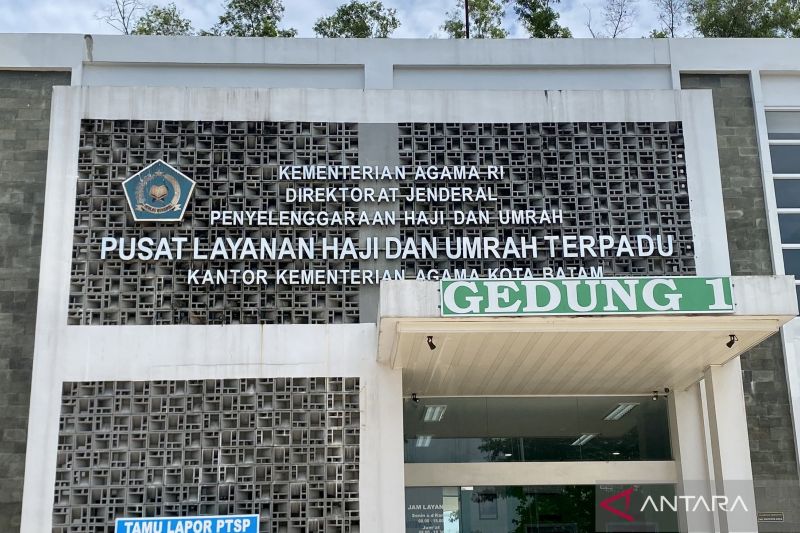 KEMENTERIAN AGAMA RI
DIREKTORAT JENDERAL
PENYELENGGARAAN HAJI DAN UMRAH
PUSAT LAYANAN HAJI DAN UMRAH TERPADU
KANTOR KEMENTERIAN AGAMA KOTA BATAM
GEDUNG 1
TAMU LAPOR PTSP
JAM LAYANAN
ANTARA